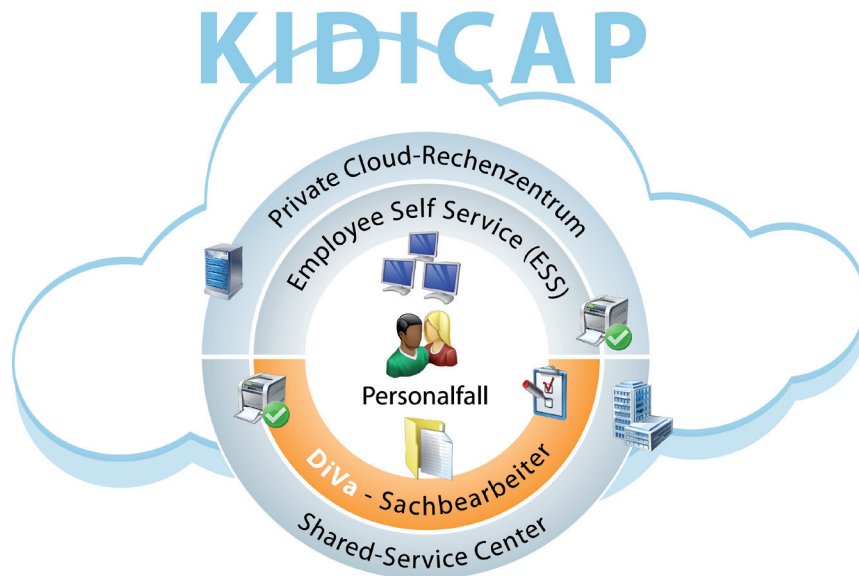 KIDICAP
Private Cloud-Rechenzentrum
Employee Self Service (ESS)
Personalfall
DiVa - Sachbearbeiter
Shared-Service Center